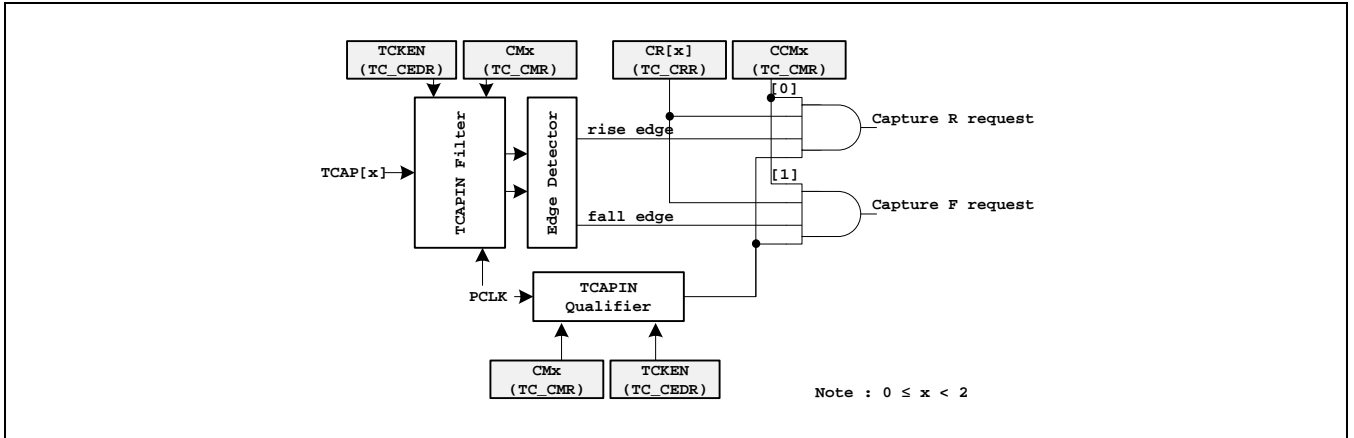 TCKEN
(TC_CEDR)
CMx
(TC_CMR)
CR[x]
(TC_CRR)
CCMx
(TC_CMR)
[0]
Capture R request
rise edge
TCAP[x]
TCAPIN Filter
Edge Detector
[1]
Capture F request
fall edge
PCLK
TCAPIN
Qualifier
CMx
(TC_CMR)
TCKEN
(TC_CEDR)
Note : 0 ≤ x < 2